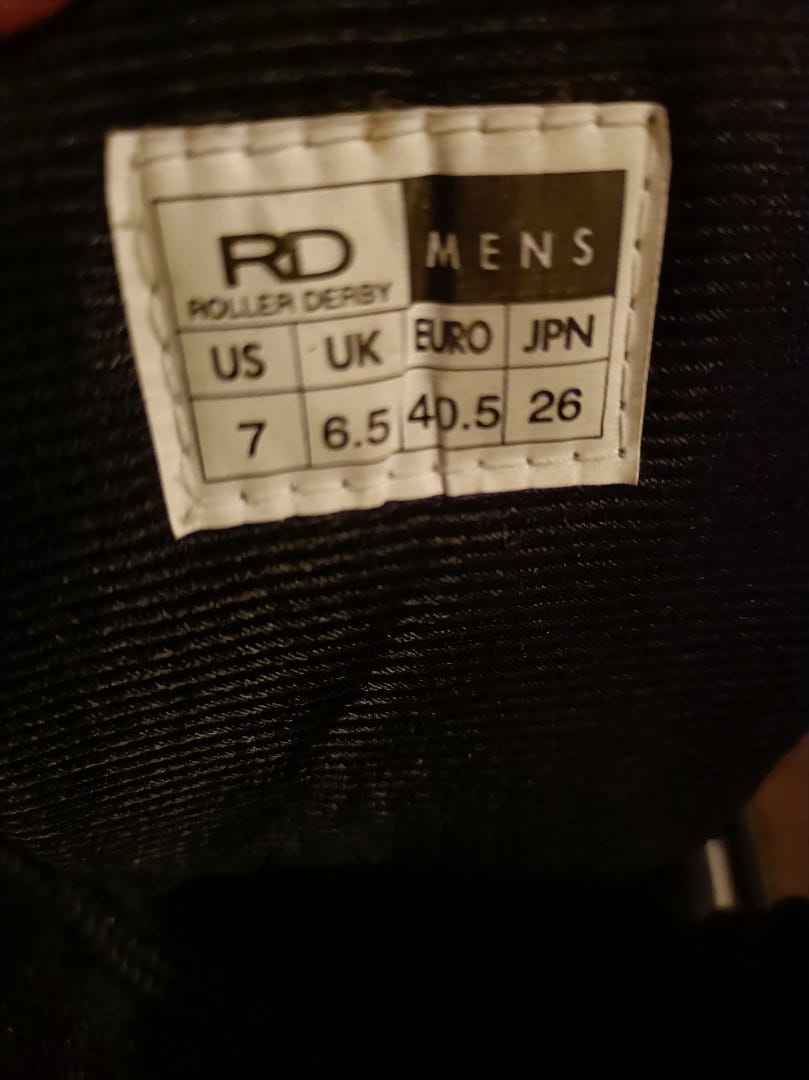 RD MENS
ROLLER DERBY
US UK EURO JPN
7 6.5 40.5 26